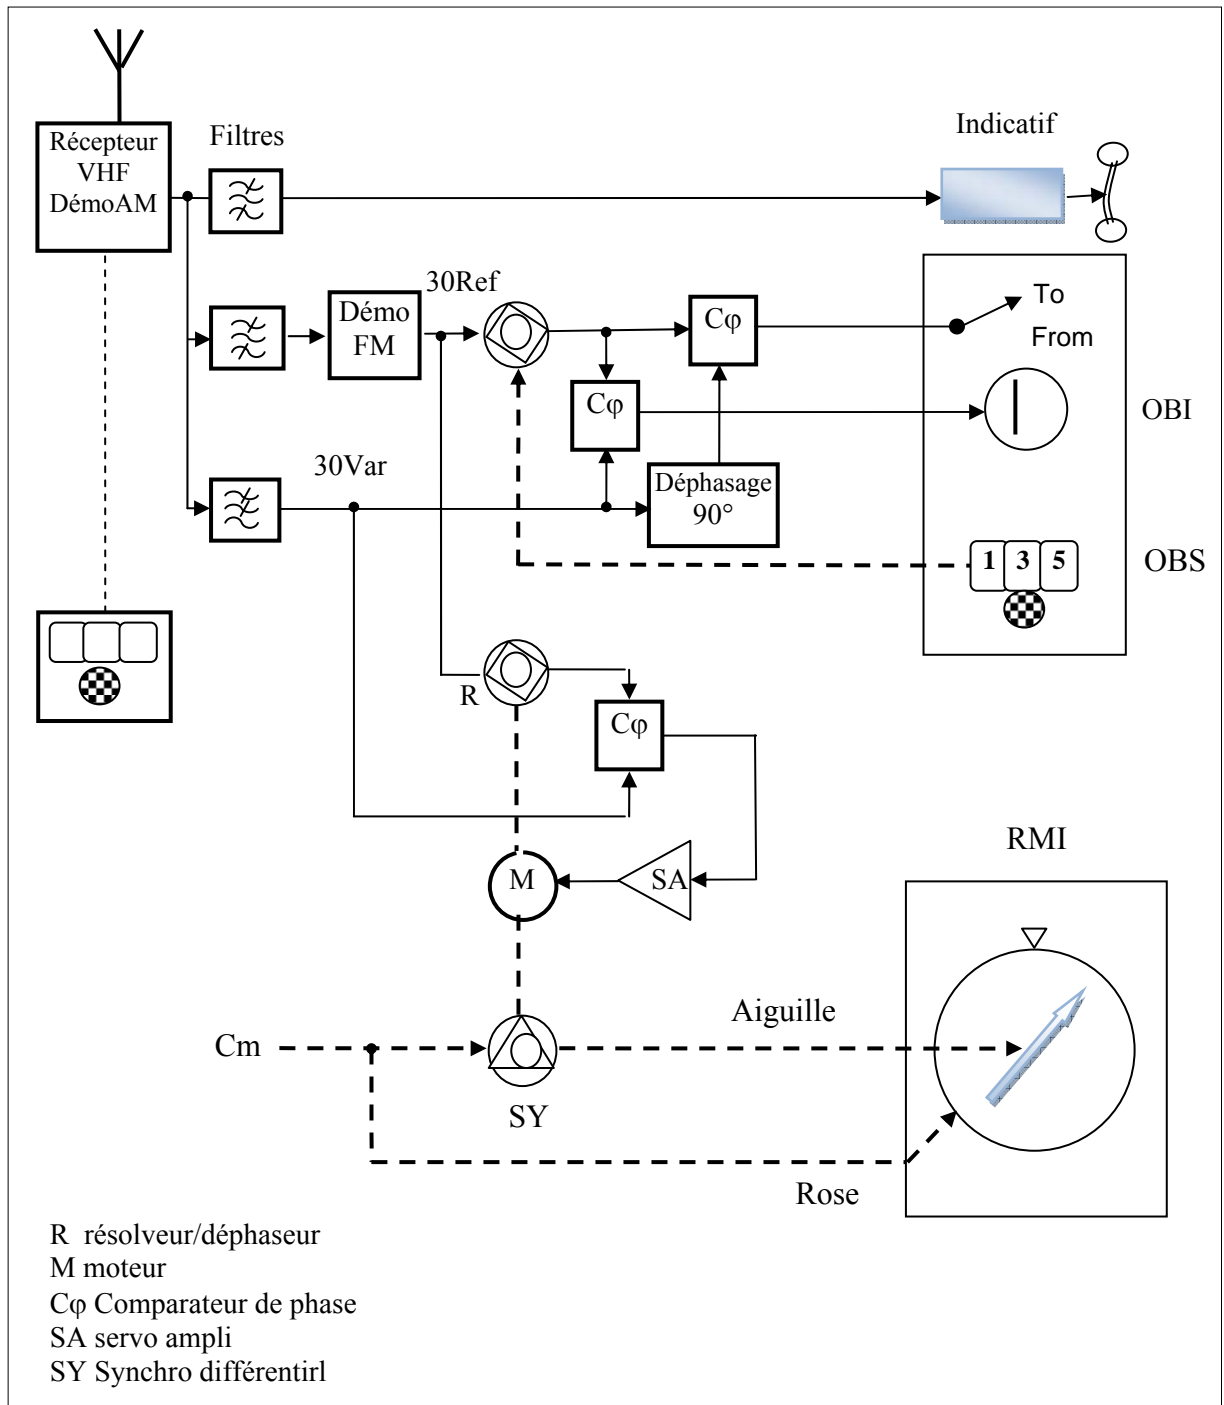 Indicatif
Filtres
Récepteur
VHF
DémoAM
30Ref
Démo
FM
Cφ
To
From
Cφ
OBI
30Var
Déphasage
90°
1 3 5
OBS
R
Cφ
RMI
M
SA
Aiguille
Cm
SY
Rose
R résolveur/déphaseur
M moteur
Cφ Comparateur de phase
SA servo ampli
SY Synchro différentirl